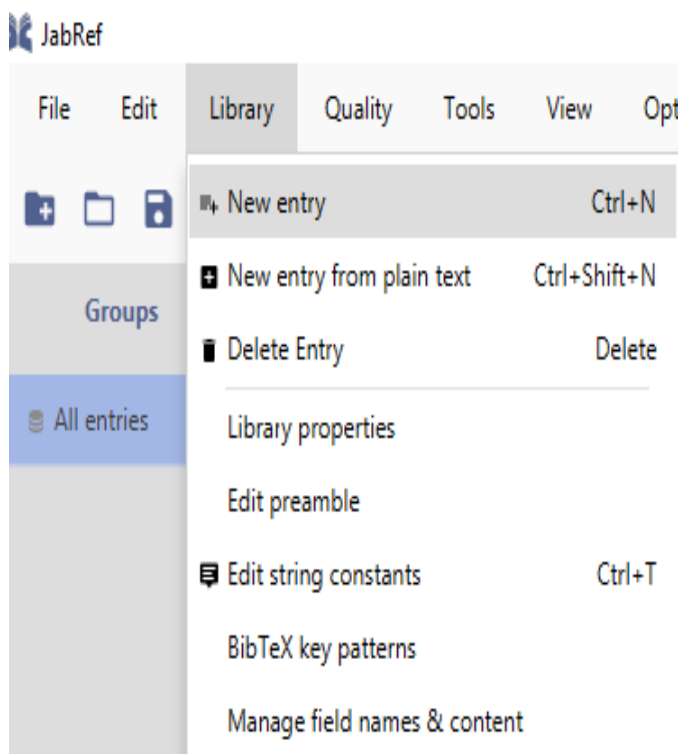 JabRef
File Edit Library Quality Tools View Opt
New entry Ctrl+N
New entry from plain text Ctrl+Shift+N
Groups
Delete Entry Delete
All entries
Library properties
Edit preamble
Edit string constants Ctrl+T
BibTeX key patterns
Manage field names & content